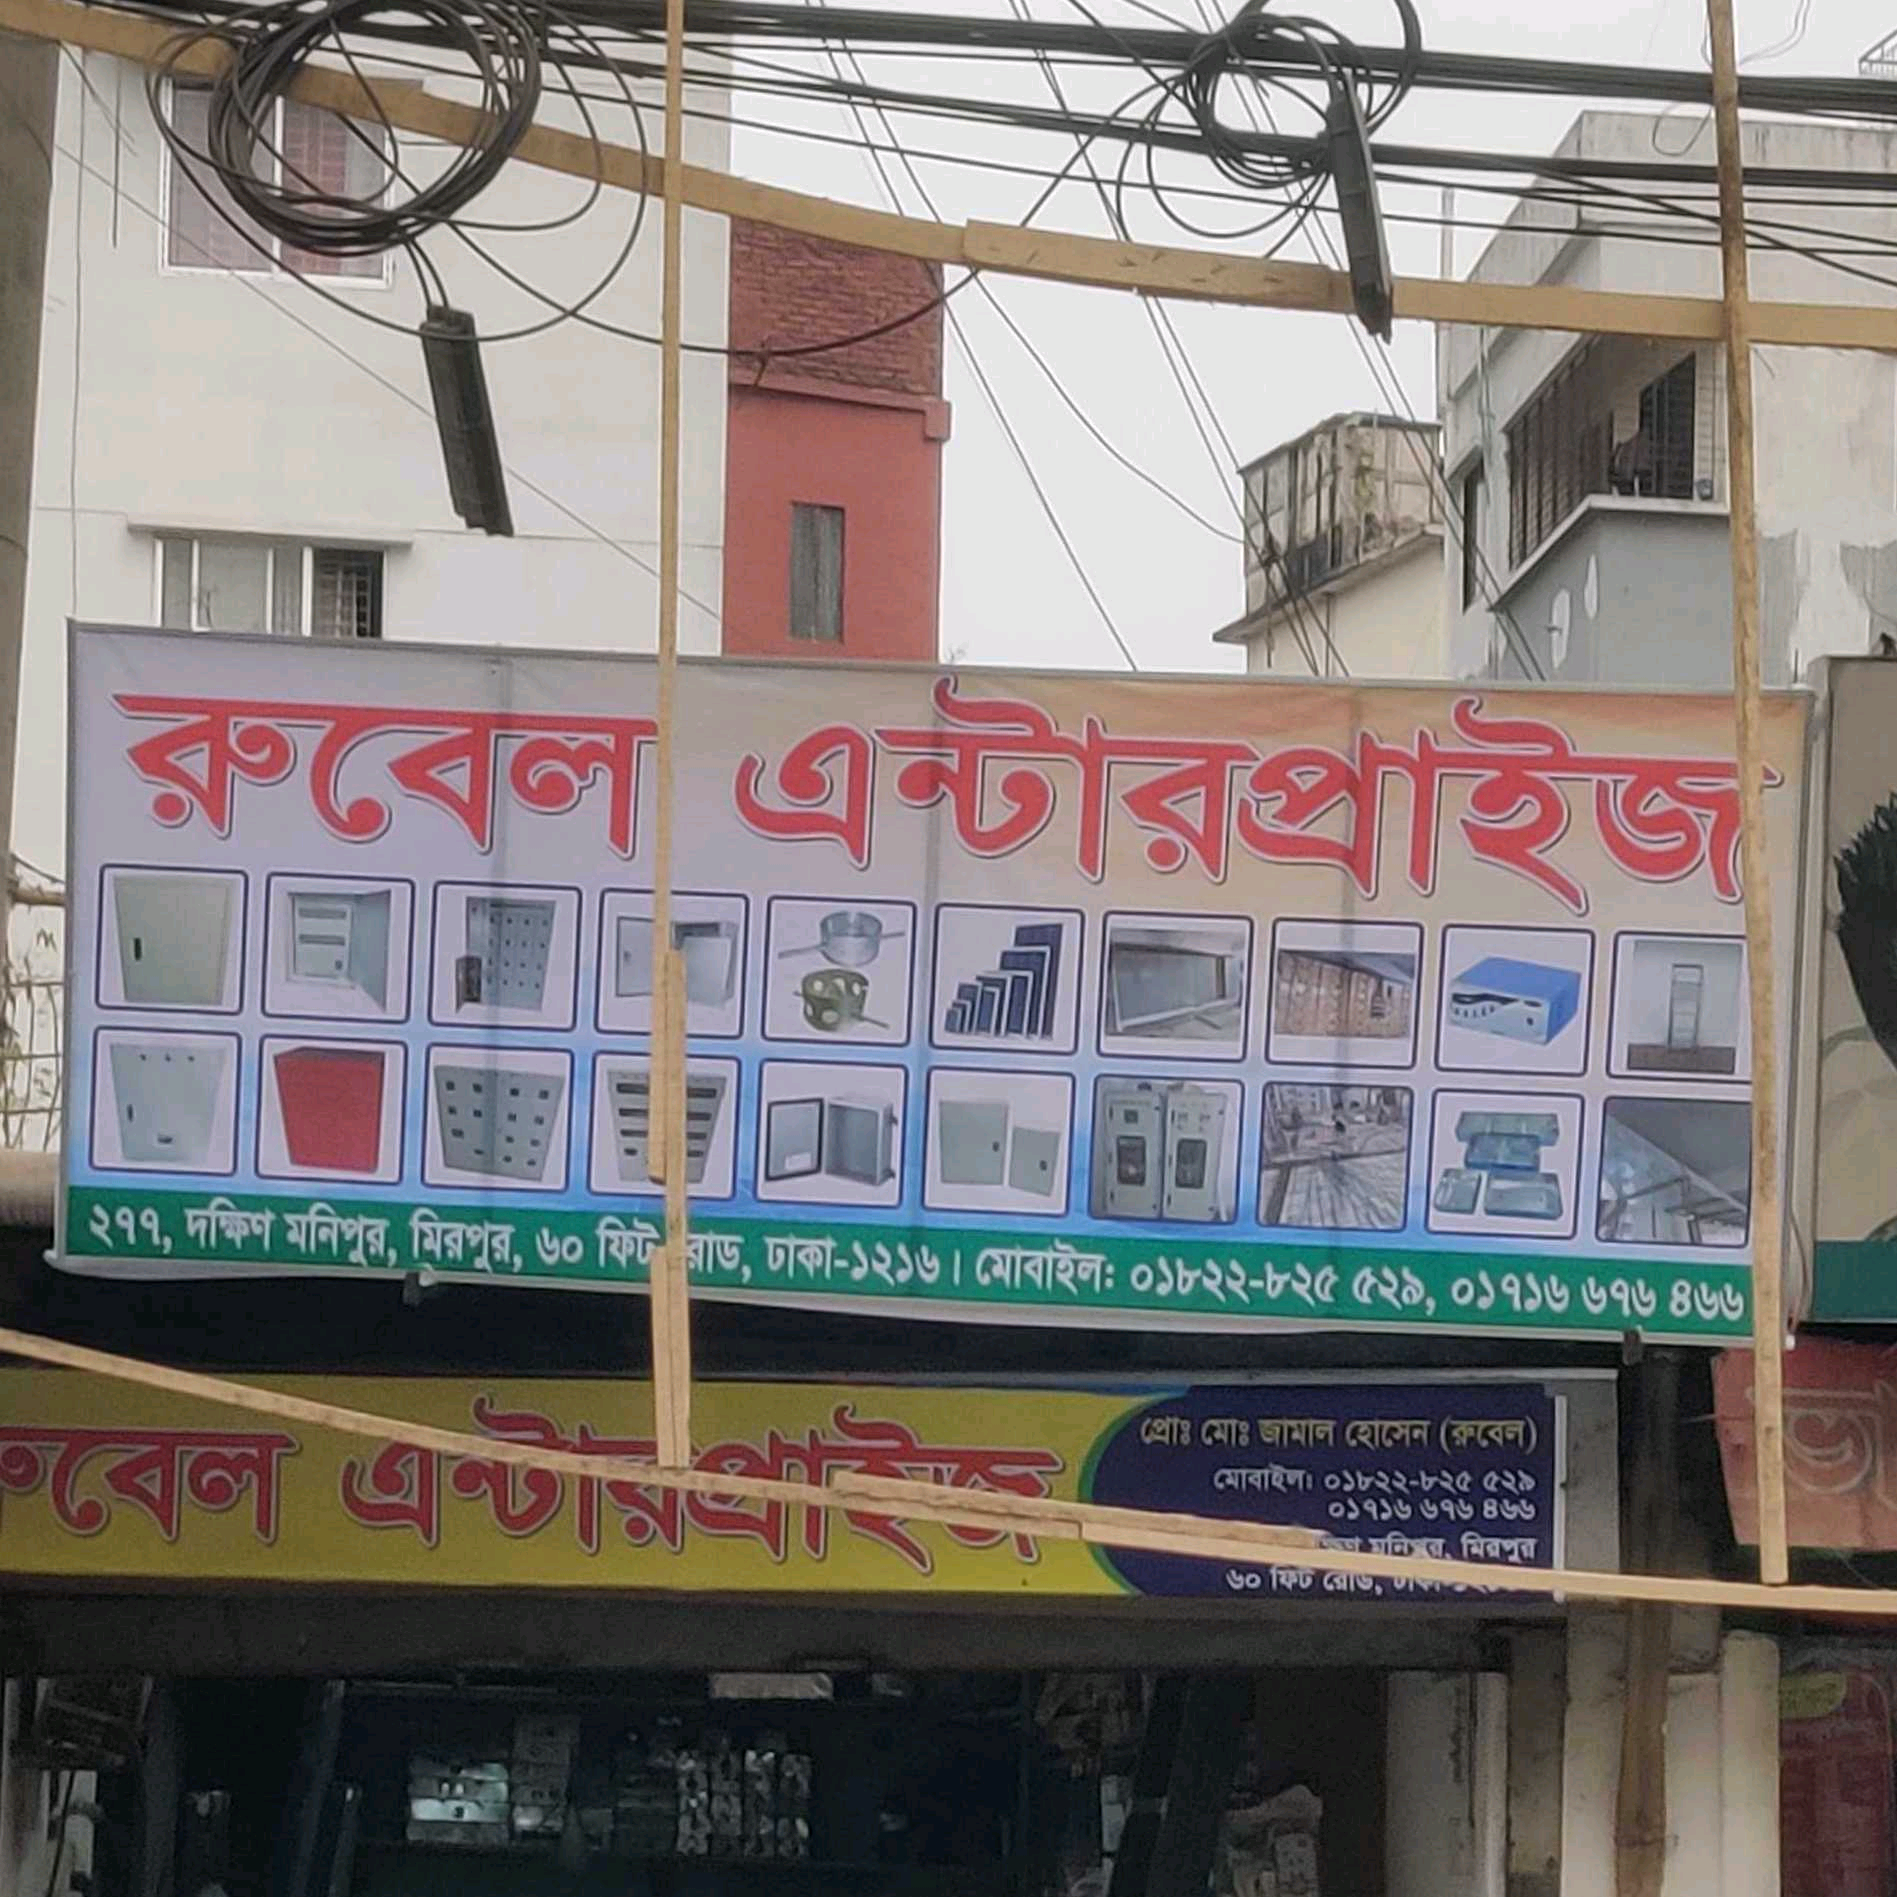 রুবেল এন্টারপ্রাইজ
২৭৭, দক্ষিণ মনিপুর, মিরপুর, ৬০ ফিট রোড, ঢাকা-১২১৬। মোবাইল: ০১৮২২-৮২৫ ৫২৯, ০১৭১৬ ৬৭৬ ৪৬৬
রুবেল এন্টারপ্রাইজ
প্রোঃ মোঃ জামাল হোসেন (রুবেল)
মোবাইল: ০১৮২২-৮২৫ ৫২৯
০১৭১৬ ৬৭৬ ৪৬৬
মনিপুর, মিরপুর
৬০ ফিট রোড,